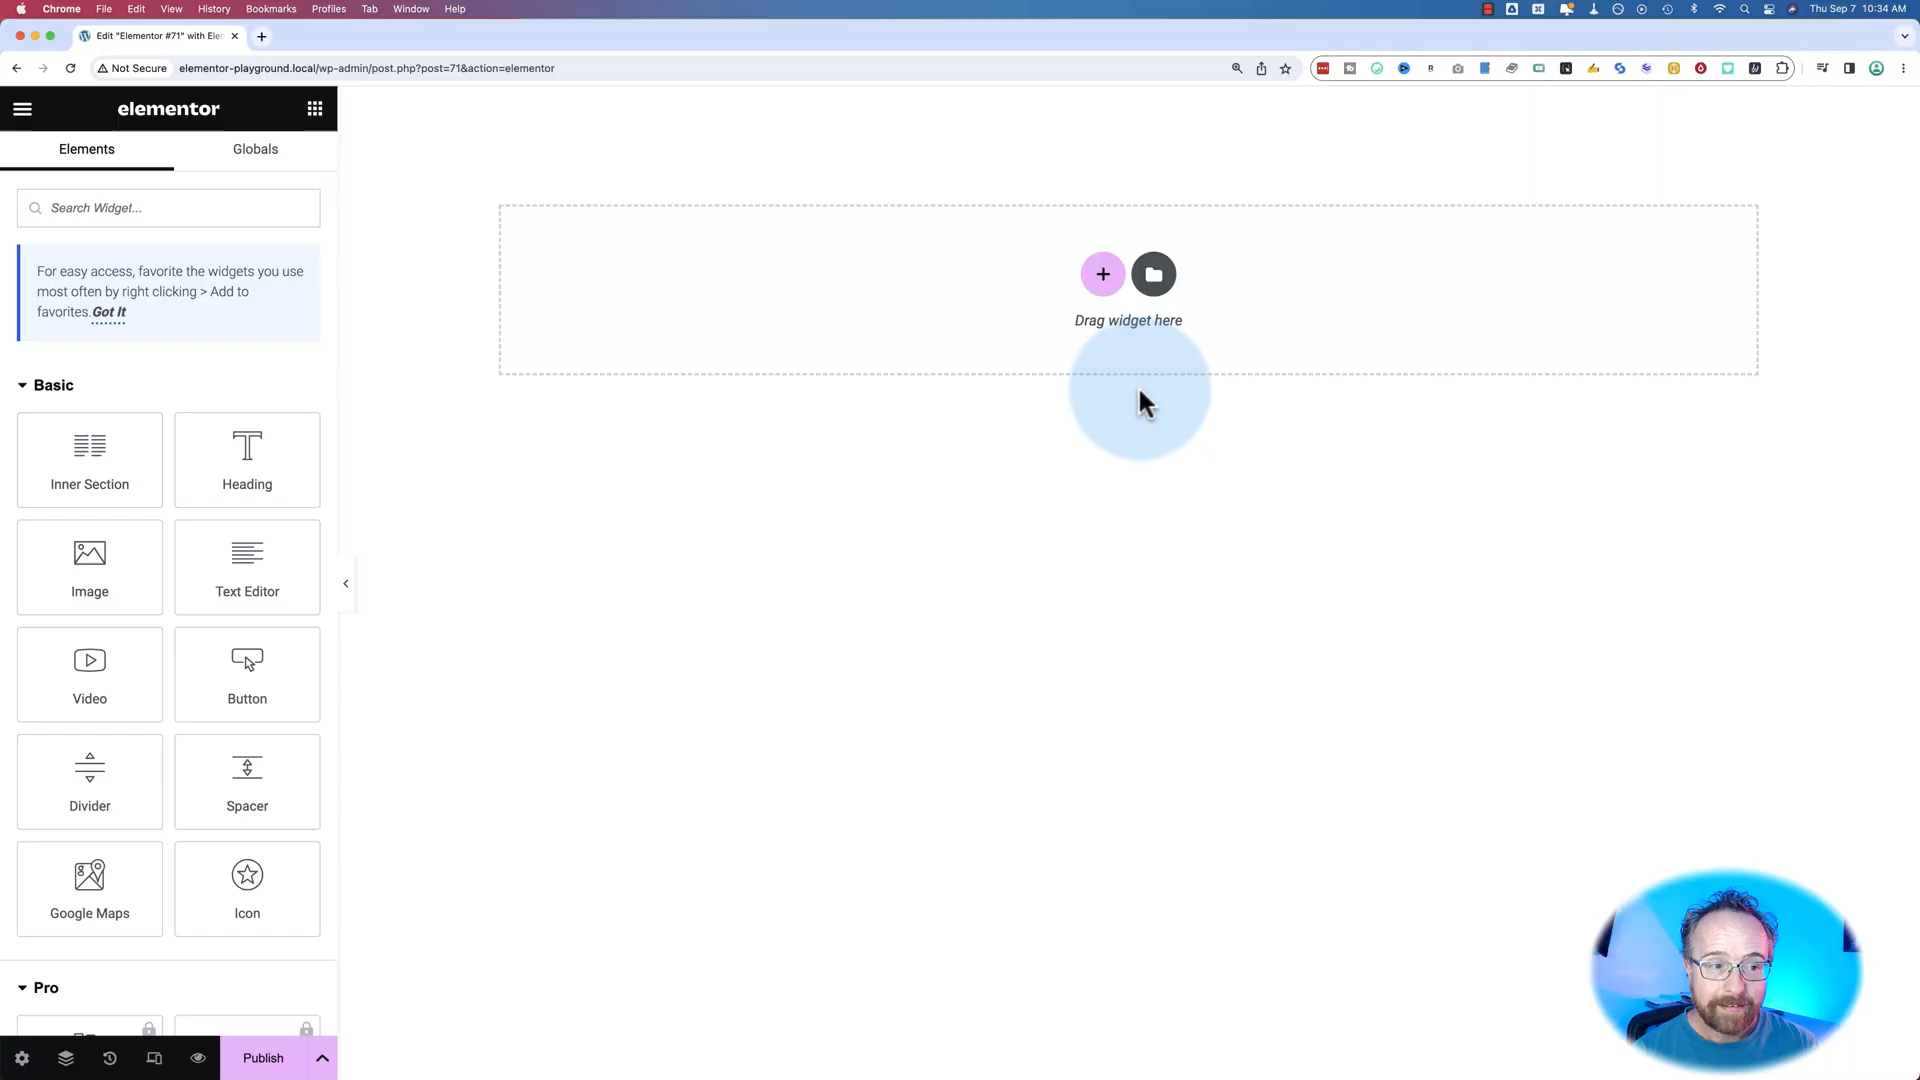 Chrome File Edit View History Bookmarks Profiles Tab Window Help
Thu Sep 7 10:34 AM
Edit "Elementor #71" with Ele
Not Secure
elementor-playground.local/wp-admin/post.php?post=71&action=elementor
elementor
Elements
Globals
Search Widget...
For easy access, favorite the widgets you use
most often by right clicking > Add to
favorites.Got It
Drag widget here
Basic
Inner Section
Heading
Image
Text Editor
Video
Button
Divider
Spacer
Google Maps
Icon
Pro
Publish